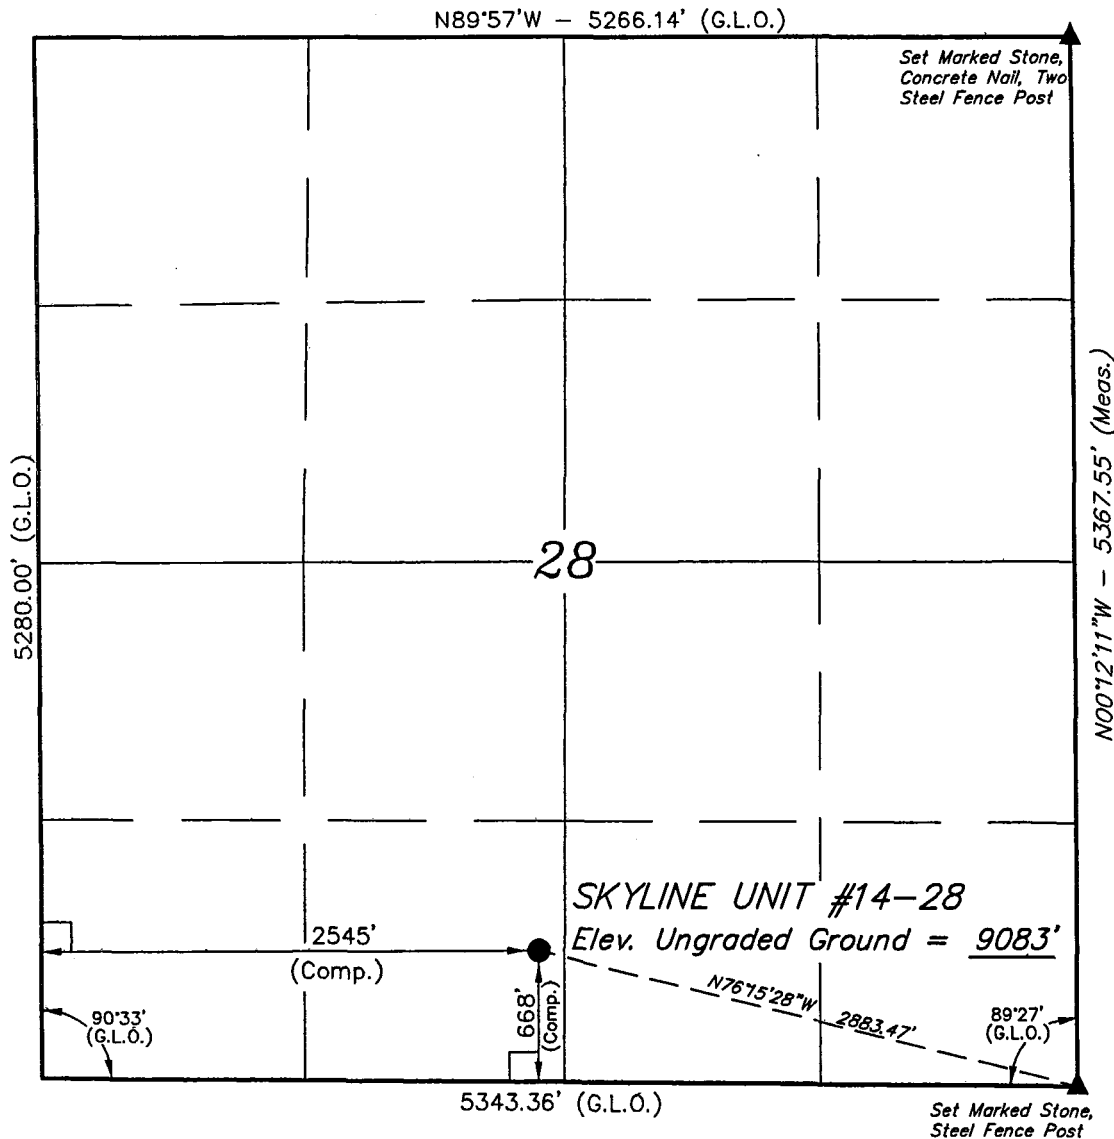 N89°57'W – 5266.14' (G.L.O.)
Set Marked Stone,
Concrete Nail, Two
Steel Fence Post
5280.00' (G.L.O.)
N00°12'11"W – 5367.55' (Meas.)
28
SKYLINE UNIT #14-28
Elev. Ungraded Ground = 9083'
2545'
(Comp.)
668'
(Comp.)
N76°15'28"W 2883.47'
90°33'
(G.L.O.)
89°27'
(G.L.O.)
5343.36' (G.L.O.)
Set Marked Stone,
Steel Fence Post